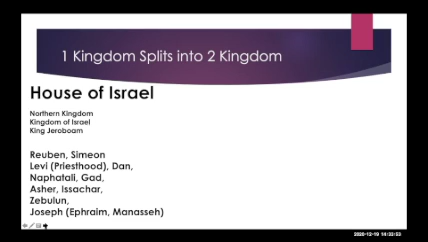 1 Kingdom Splits into 2 Kingdom
House of Israel
Northern Kingdom
Kingdom of Israel
King Jeroboam
Reuben, Simeon
Levi (Priesthood), Dan,
Naphatali, Gad,
Asher, Issachar,
Zebulun,
Joseph (Ephraim, Manasseh)
2020-12-19 14:33:53